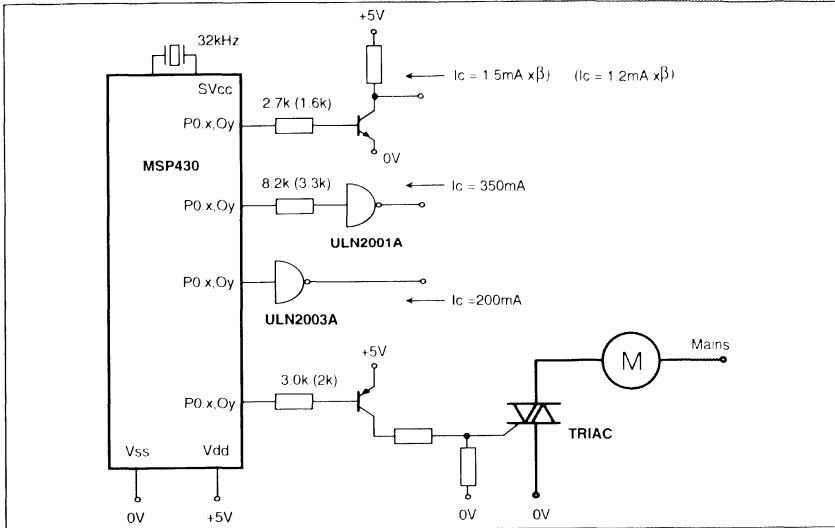 +5V
32kHz
SVcc
Ic = 1.5mA xβ) (Ic = 1.2mA xβ)
2.7k (1.6k)
P0.x,Oy
0V
MSP430
8.2k (3.3k)
Ic = 350mA
P0.x,Oy
ULN2001A
P0.x,Oy
Ic =200mA
ULN2003A
+5V
Mains
M
3.0k (2k)
P0.x,Oy
TRIAC
Vss Vdd
0V +5V 0V 0V